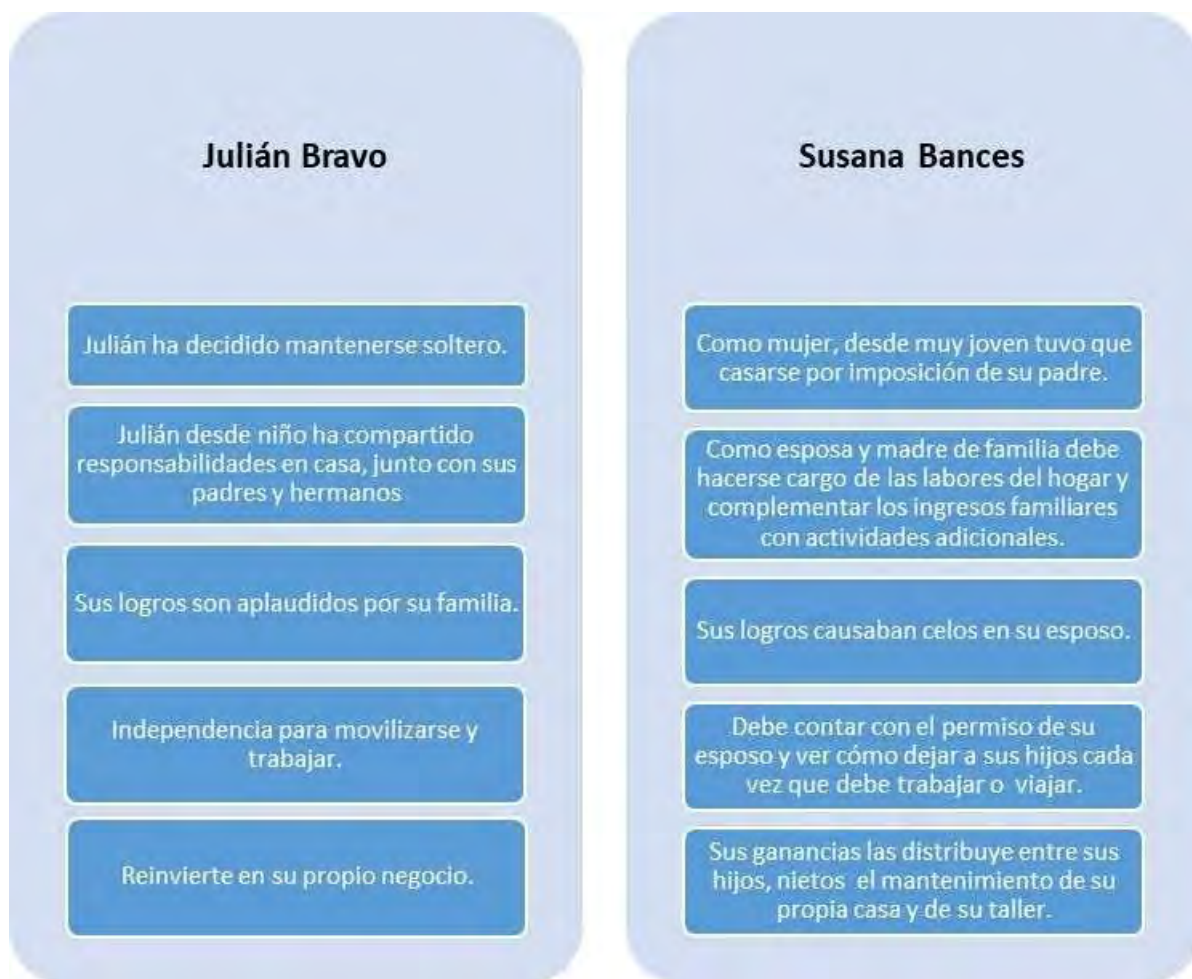 Julián Bravo
Julián ha decidido mantenerse soltero.
Julián desde niño ha compartido
responsabilidades en casa, junto con sus
padres y hermanos
Sus logros son aplaudidos por su familia.
Independencia para movilizarse y
trabajar.
Reinvierte en su propio negocio.
Susana Bances
Como mujer, desde muy joven tuvo que
casarse por imposición de su padre.
Como esposa y madre de familia debe
hacerse cargo de las labores del hogar y
complementar los ingresos familiares
con actividades adicionales.
Sus logros causaban celos en su esposo.
Debe contar con el permiso de su
esposo y ver cómo dejar a sus hijos cada
vez que debe trabajar o viajar.
Sus ganancias las distribuye entre sus
hijos, nietos el mantenimiento de su
propia casa y de su taller.